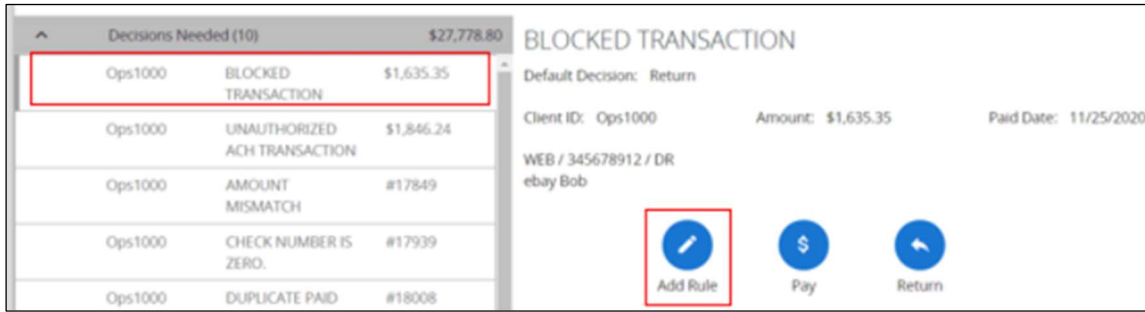 Decisions Needed (10) $27,778.80
Ops1000 BLOCKED $1,635.35
TRANSACTION
Ops1000 UNAUTHORIZED $1,846.24
ACH TRANSACTION
Ops1000 AMOUNT #17849
MISMATCH
Ops1000 CHECK NUMBER IS #17939
ZERO.
Ops1000 DUPLICATE PAID #18008
BLOCKED TRANSACTION
Default Decision: Return
Client ID: Ops1000 Amount: $1,635.35 Paid Date: 11/25/2020
WEB / 345678912 / DR
ebay Bob
$
Add Rule Pay Return